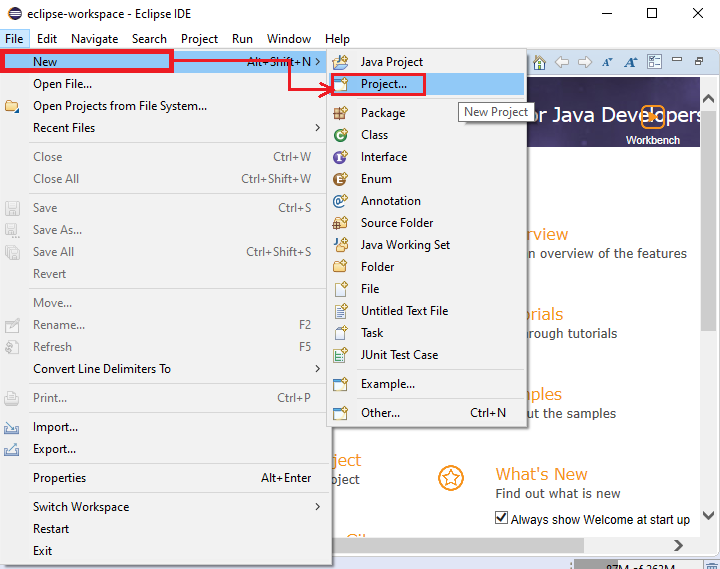 eclipse-workspace - Eclipse IDE
File Edit Navigate Search Project Run Window Help
New Alt+Shift+N
Open File...
Open Projects from File System...
Recent Files
Close Ctrl+W
Close All Ctrl+Shift+W
Save Ctrl+S
Save As...
Save All Ctrl+Shift+S
Revert
Move...
Rename... F2
Refresh F5
Convert Line Delimiters To
Print... Ctrl+P
Import...
Export...
Properties Alt+Enter
Switch Workspace
Restart
Exit
Java Project
Project...
Package
Class
Interface
Enum
Annotation
Source Folder
Java Working Set
Folder
File
Untitled Text File
Task
JUnit Test Case
Example...
Other... Ctrl+N
New Project
or Java Developers
Workbench
rview
n overview of the features
orials
hrough tutorials
nples
ut the samples
ject
oject
What's New
Find out what is new
Always show Welcome at start up